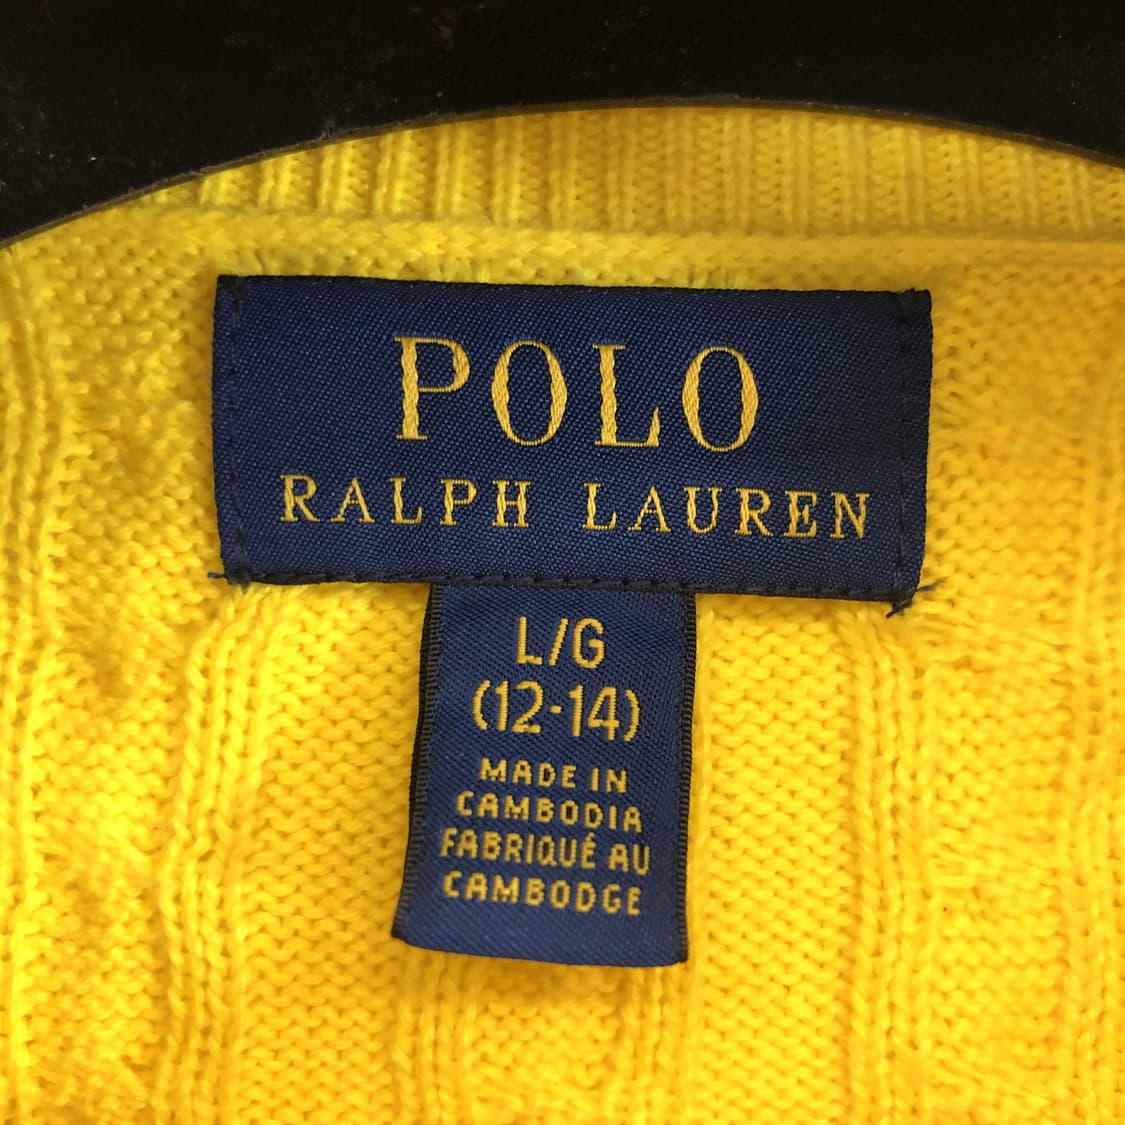 POLO
RALPH LAUREN
L/G
(12-14)
MADE IN
CAMBODIA
FABRIQUÉ AU
CAMBODGE